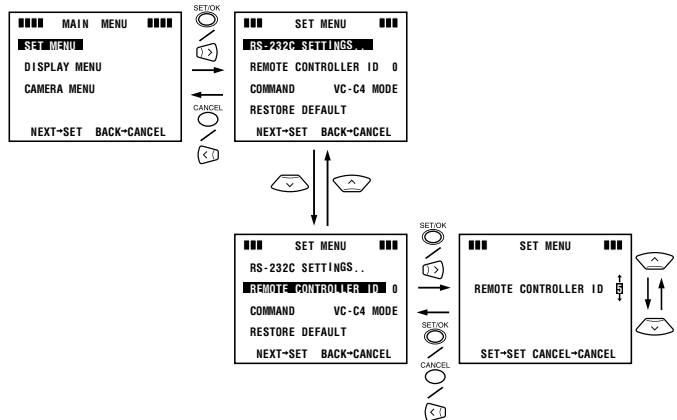 MAIN MENU
SET MENU
DISPLAY MENU
CAMERA MENU
NEXT→SET BACK→CANCEL
SET/OK
CANCEL
SET MENU
RS-232C SETTINGS..
REMOTE CONTROLLER ID 0
COMMAND VC-C4 MODE
RESTORE DEFAULT
NEXT→SET BACK→CANCEL
SET MENU
RS-232C SETTINGS..
REMOTE CONTROLLER ID 0
COMMAND VC-C4 MODE
RESTORE DEFAULT
NEXT→SET BACK→CANCEL
SET/OK
SET/OK
CANCEL
SET MENU
REMOTE CONTROLLER ID 5
SET→SET CANCEL→CANCEL